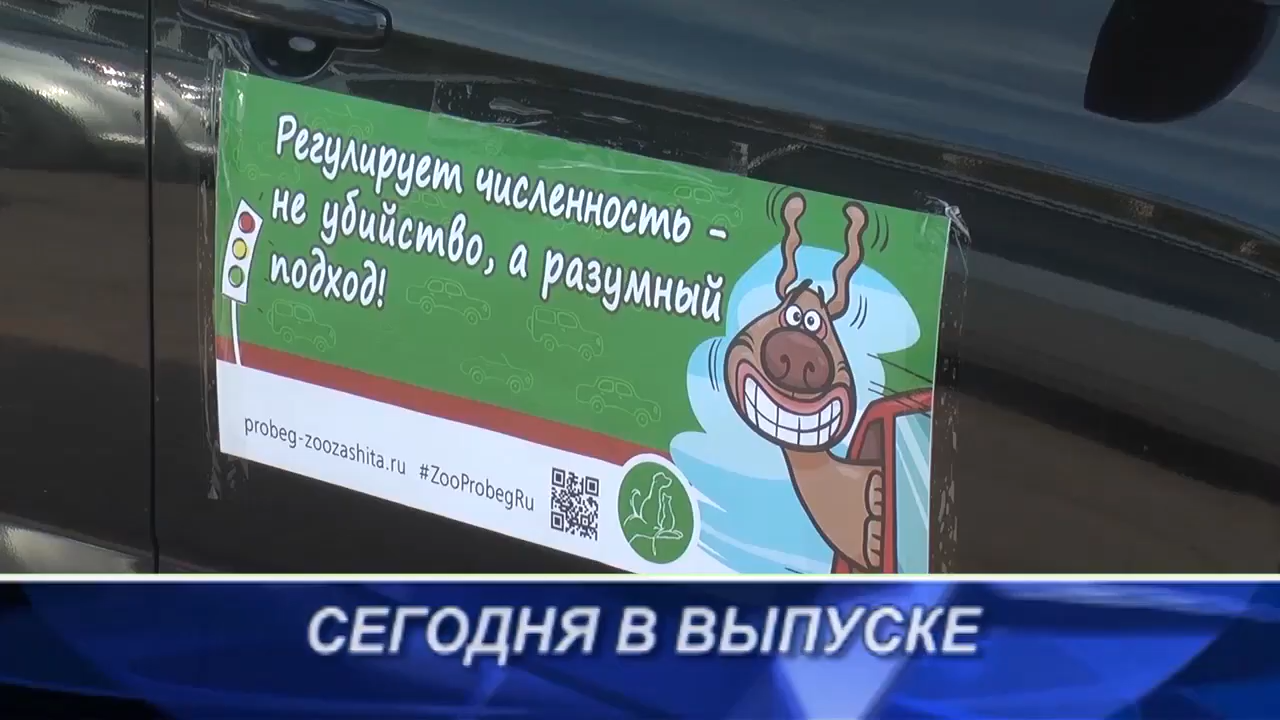 Регулирует численность -
не убийство, а разумный
подход!
probeg-zoozashita.ru #ZooProbegRu
СЕГОДНЯ В ВЫПУСКЕ